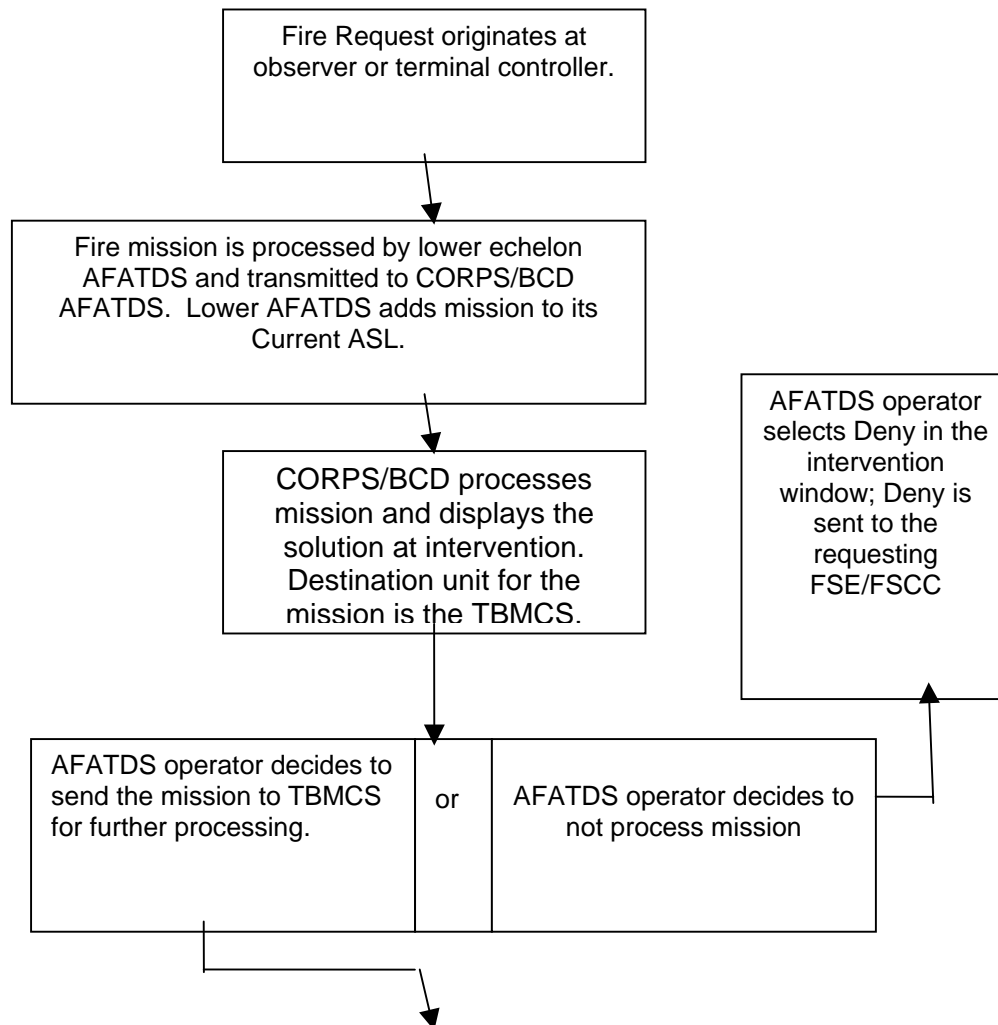 Fire Request originates at
observer or terminal controller.
Fire mission is processed by lower echelon
AFATDS and transmitted to CORPS/BCD
AFATDS. Lower AFATDS adds mission to its
Current ASL.
CORPS/BCD processes
mission and displays the
solution at intervention.
Destination unit for the
mission is the TBMCS.
AFATDS operator
selects Deny in the
intervention
window; Deny is
sent to the
requesting
FSE/FSCC
AFATDS operator decides to
send the mission to TBMCS
for further processing.
or
AFATDS operator decides to
not process mission